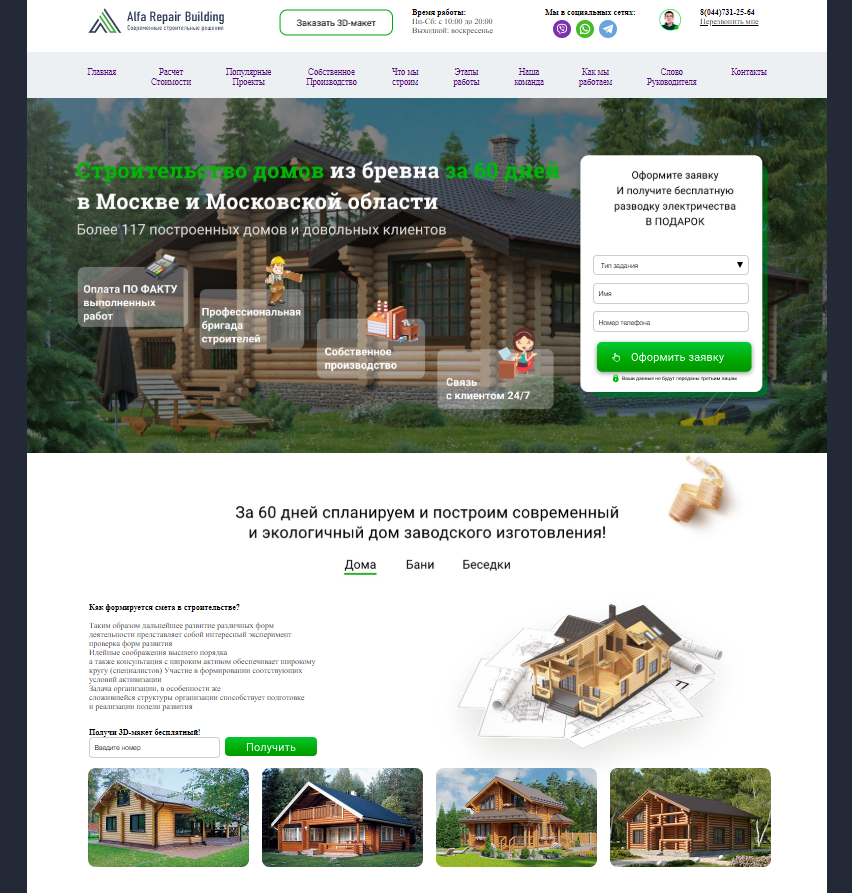 Alfa Repair Building
Современные строительные решения
Заказать 3D-макет
Время работы:
Пн-Сб: с 10:00 до 20:00
Выходной: воскресенье
Мы в социальных сетях:
8(044)731-25-64
Перезвонить мне
Главная
Расчет
Стоимости
Популярные
Проекты
Собственное
Производство
Что мы
строим
Этапы
работы
Наша
команда
Как мы
работаем
Слово
Руководителя
Контакты
Строительство домов из бревна за 60 дней
в Москве и Московской области
Более 117 построенных домов и довольных клиентов
Оплата ПО ФАКТУ
выполненных
работ
Профессиональная
бригада
строителей
Собственное
производство
Связь
с клиентом 24/7
Оформите заявку
И получите бесплатную
разводку электричества
В ПОДАРОК
Тип задания
Имя
Номер телефона
Оформить заявку
Ваши данные не будут переданы третьим лицам
За 60 дней спланируем и построим современный
и экологичный дом заводского изготовления!
Дома
Бани
Беседки
Как формируется смета в строительстве?
Таким образом дальнейшее развитие различных форм
деятельности прелставляет собой интересный эксперимент
проверка форм развития
Идейные соображения высшего порядка
а также консультация с широким активом обеспечивает широкому
кругу (специалистов) Участие в формировании соотствующих
условий активизации
Задача организации, в особенности же
сложившейся структуры организации способствует подготовке
и реализации подели развития
Получи 3D-макет бесплатный!
Введите номер
Получить